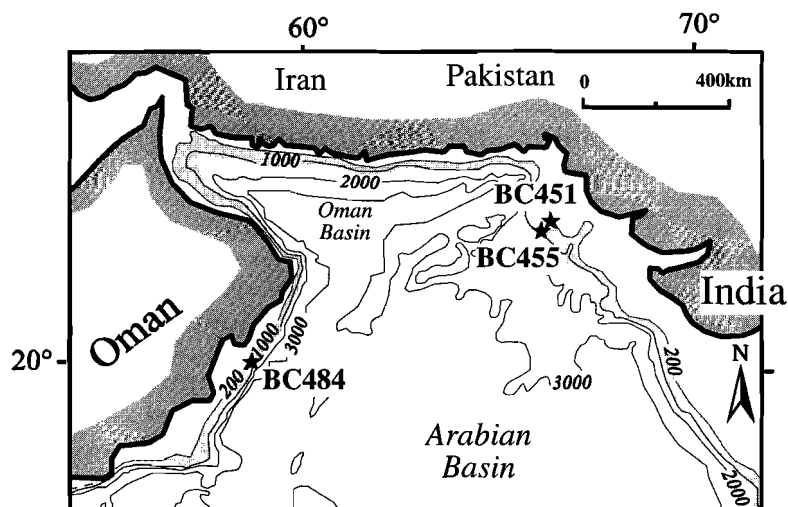 60°
70°
Iran
Pakistan
0
400km
1000
2000
BC451
Oman
Basin
BC455
India
Oman
200
1000
3000
20°
BC484
200
N
3000
Arabian
Basin
2000